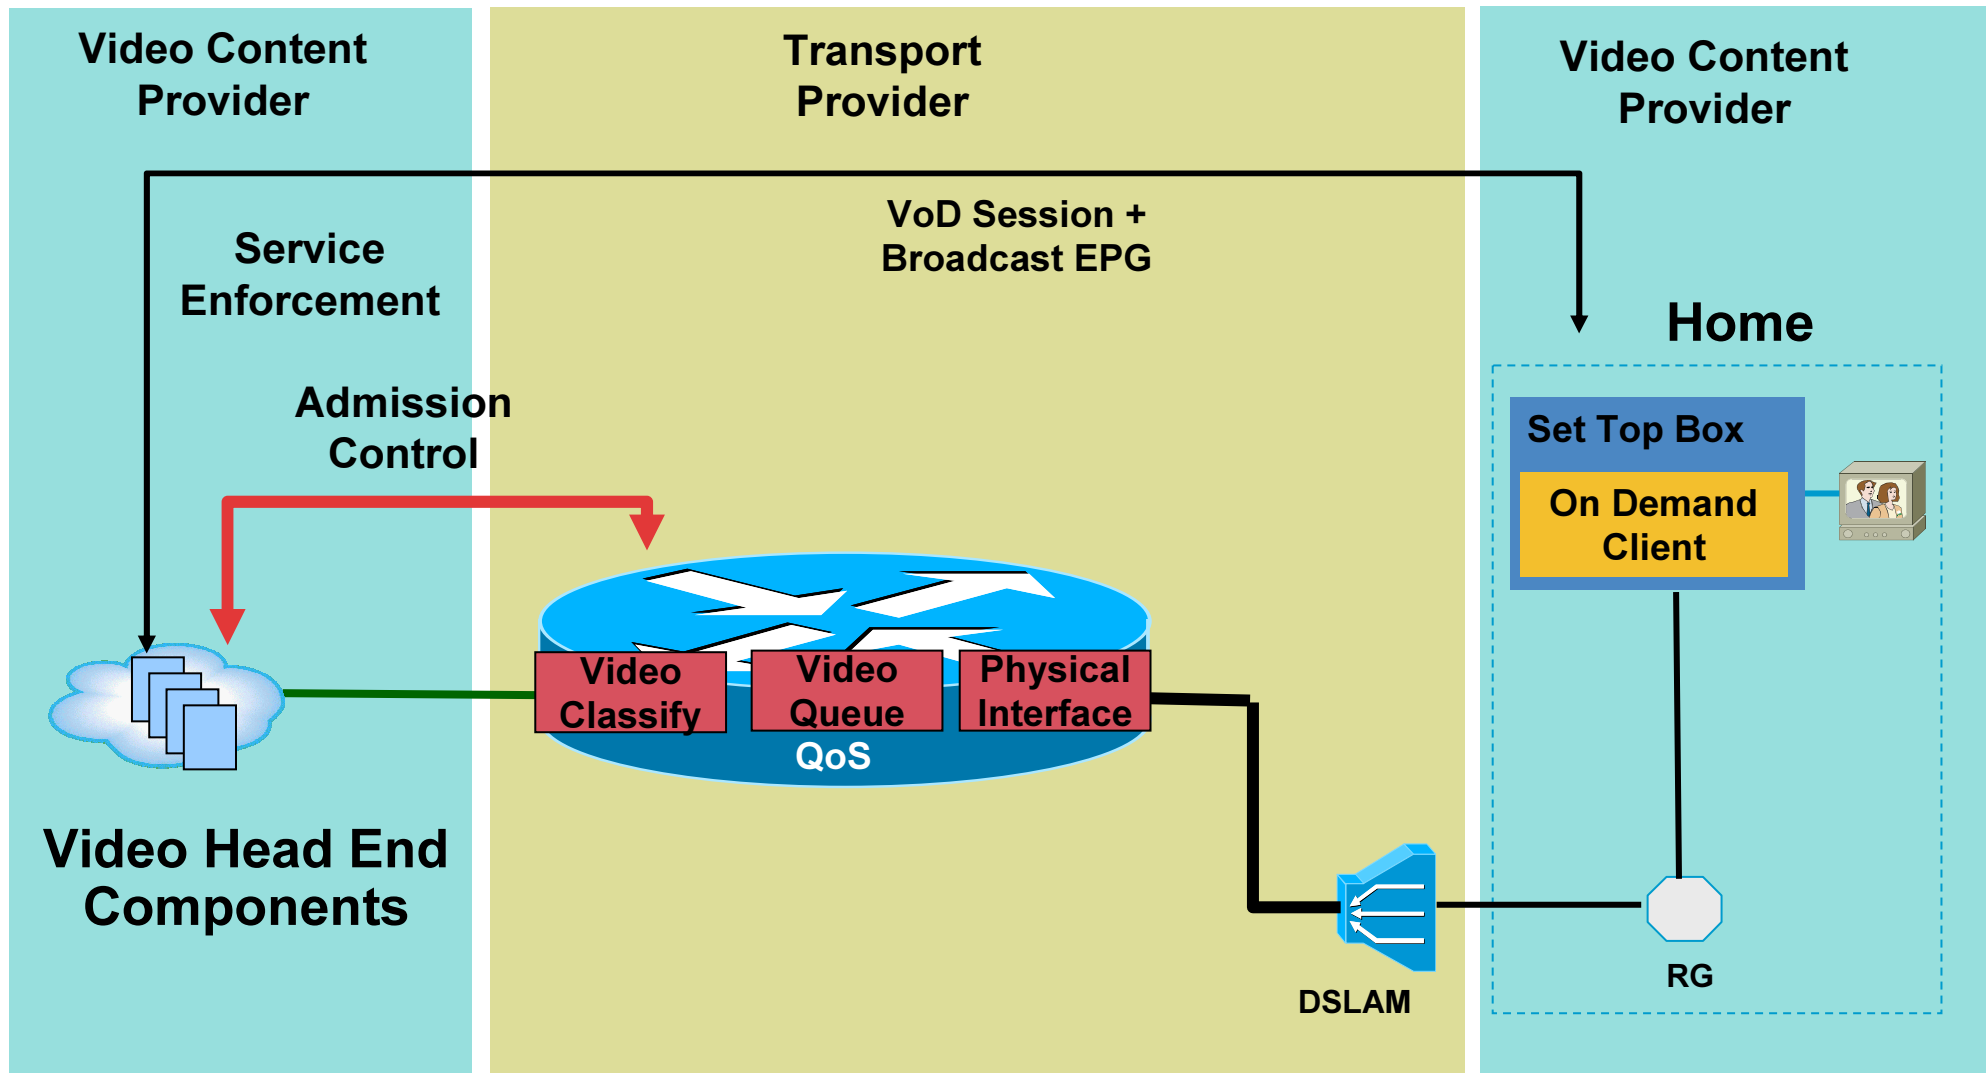 Video Content
Provider
Transport
Provider
Video Content
Provider
VoD Session +
Broadcast EPG
Service
Enforcement
Home
Admission
Control
Set Top Box
On Demand
Client
Video
Classify
Video
Queue
Physical
Interface
QoS
Video Head End
Components
RG
DSLAM